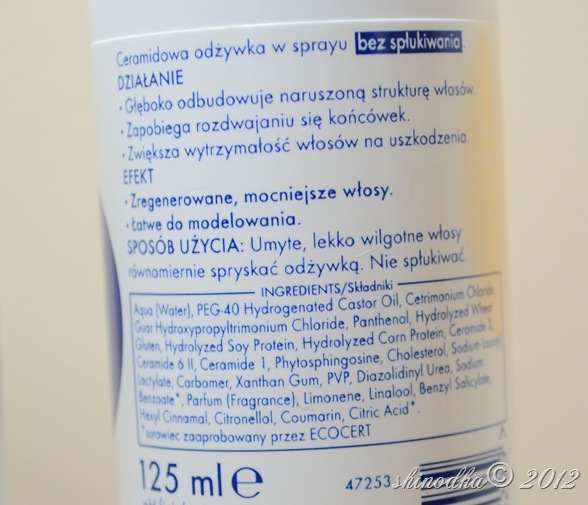 Ceramidowa odżywka w sprayu bez spłukiwania.
DZIAŁANIE
• Głęboko odbudowuje naruszoną strukturę włosów.
• Zapobiega rozdwajaniu się końcówek.
• Zwiększa wytrzymałość włosów na uszkodzenia.
EFEKT
• Zregenerowane, mocniejsze włosy.
• Łatwe do modelowania.
SPOSÓB UŻYCIA: Umyte, lekko wilgotne włosy
równomiernie spryskać odżywką. Nie spłukiwać.
INGREDIENTS/Składniki
Aqua (Water), PEG-40 Hydrogenated Castor Oil, Cetrimonium Chloride,
Guar Hydroxypropyltrimonium Chloride, Panthenol, Hydrolyzed Wheat
Gluten, Hydrolyzed Soy Protein, Hydrolyzed Corn Protein, Ceramide 3,
Ceramide 6 II, Ceramide 1, Phytosphingosine, Cholesterol, Sodium Lauroyl
Lactylate, Carbomer, Xanthan Gum, PVP, Diazolidinyl Urea, Sodium
Benzoate*, Parfum (Fragrance), Limonene, Linalool, Benzyl Salicylate,
Hexyl Cinnamal, Citronellol, Coumarin, Citric Acid*.
*surowiec zaaprobowany przez ECOCERT
125 ml e
47253
shinodka © 2012